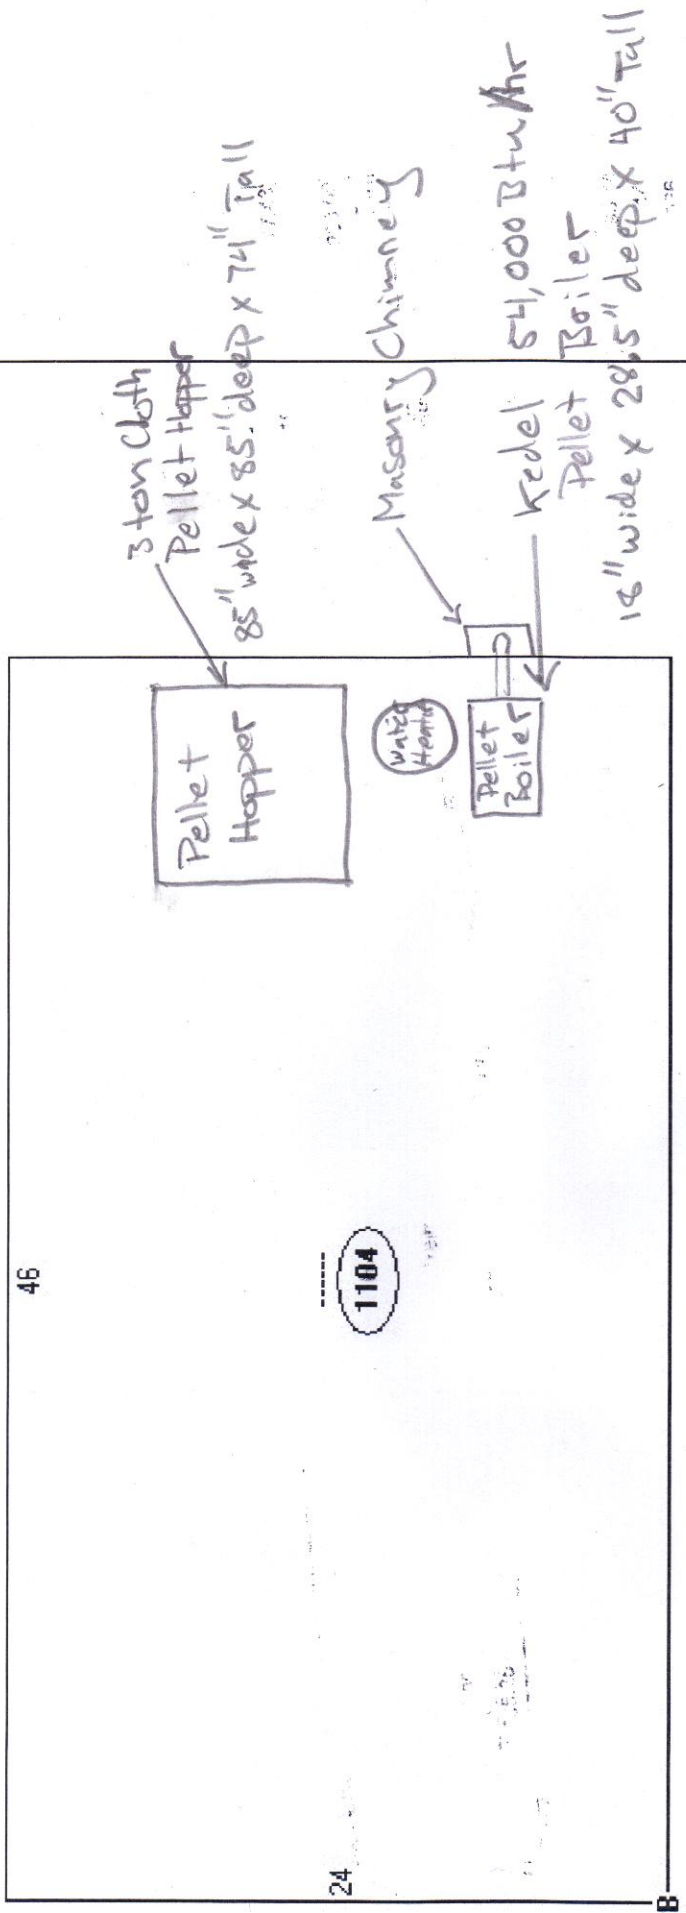 46
3 ton Cloth
Pellet Hopper
85" wide x 85" deep x 74" Tall
Pellet
Hopper
Masonry Chimney
Water
Heater
Pellet
Boiler
Kedel 54,000 Btu/hr
Pellet Boiler
18" wide x 28.5" deep x 40" Tall
1104
24
B